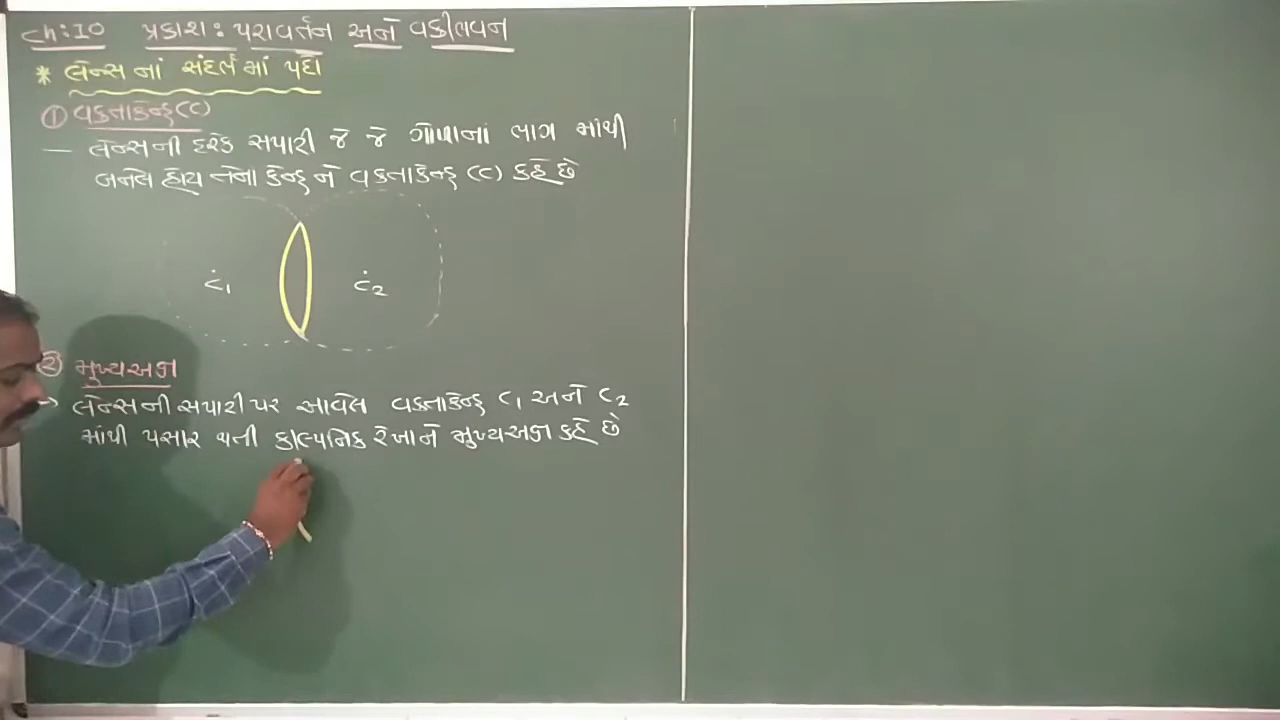 Ch:10 પ્રકાશ: પરાવર્તન અને વક્રીભવન
* લેન્સ નાં સંદર્ભ માં પદો
① વક્રતાકેન્દ્ર (C)
— લેન્સની દરેક સપાટી જે જે ગોળાનાં ભાગ માંથી
બનેલ હોય તેના કેન્દ્ર ને વક્રતાકેન્દ્ર (C) કહે છે
C₁ C₂
② મુખ્યઅક્ષ
→ લેન્સની સપાટી પર આવેલ વક્રતાકેન્દ્ર C₁ અને C₂
માંથી પસાર થતી કાલ્પનિક રેખાને મુખ્યઅક્ષ કહે છે